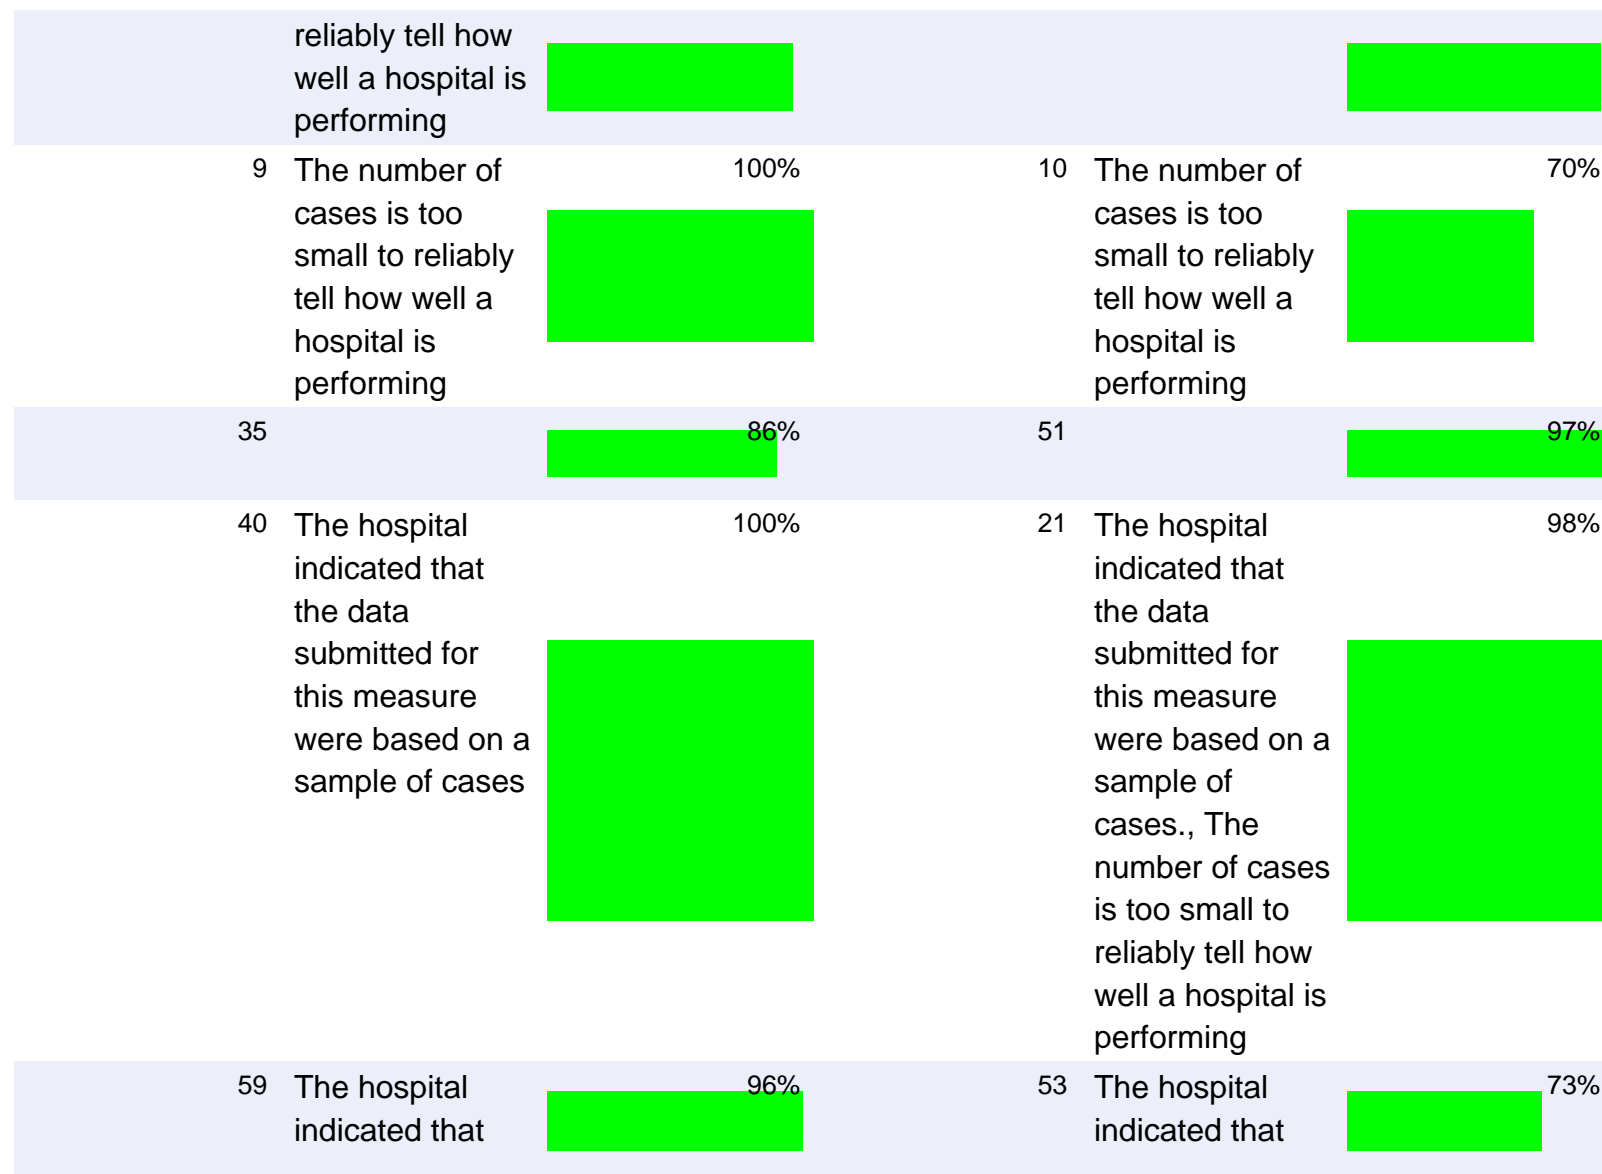 reliably tell how
well a hospital is
performing
9 The number of 100% 10 The number of 70%
cases is too cases is too
small to reliably small to reliably
tell how well a tell how well a
hospital is hospital is
performing performing
35 86% 51 97%
40 The hospital 100% 21 The hospital 98%
indicated that indicated that
the data the data
submitted for submitted for
this measure this measure
were based on a were based on a
sample of cases sample of
cases., The
number of cases
is too small to
reliably tell how
well a hospital is
performing
59 The hospital 96% 53 The hospital 73%
indicated that indicated that